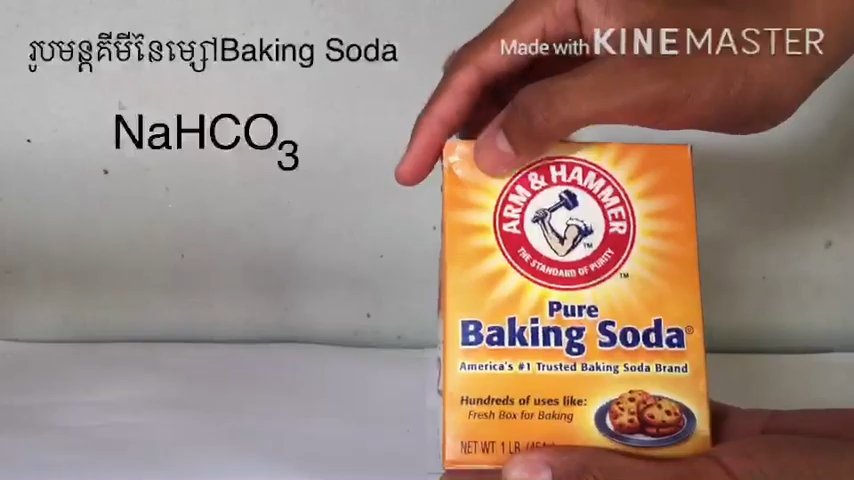 រូបមន្តគីមីនៃម្សៅBaking Soda
NaHCO3
Made with KINEMASTER
ARM & HAMMER
TM
THE STANDARD OF PURITY
TM
Pure
Baking Soda®
America's #1 Trusted Baking Soda Brand
Hundreds of uses like:
Fresh Box for Baking
NET WT 1 LB